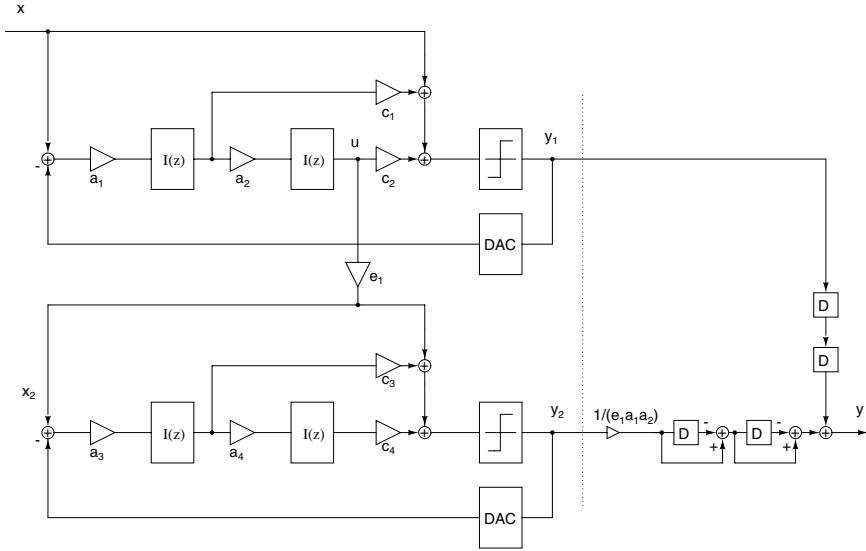 x
c₁
u
y₁
-
a₁
I(z)
a₂
I(z)
c₂
DAC
e₁
D
D
c₃
x₂
y₂
1/(e₁a₁a₂)
y
-
a₃
I(z)
a₄
I(z)
c₄
D
-
+
D
-
+
DAC